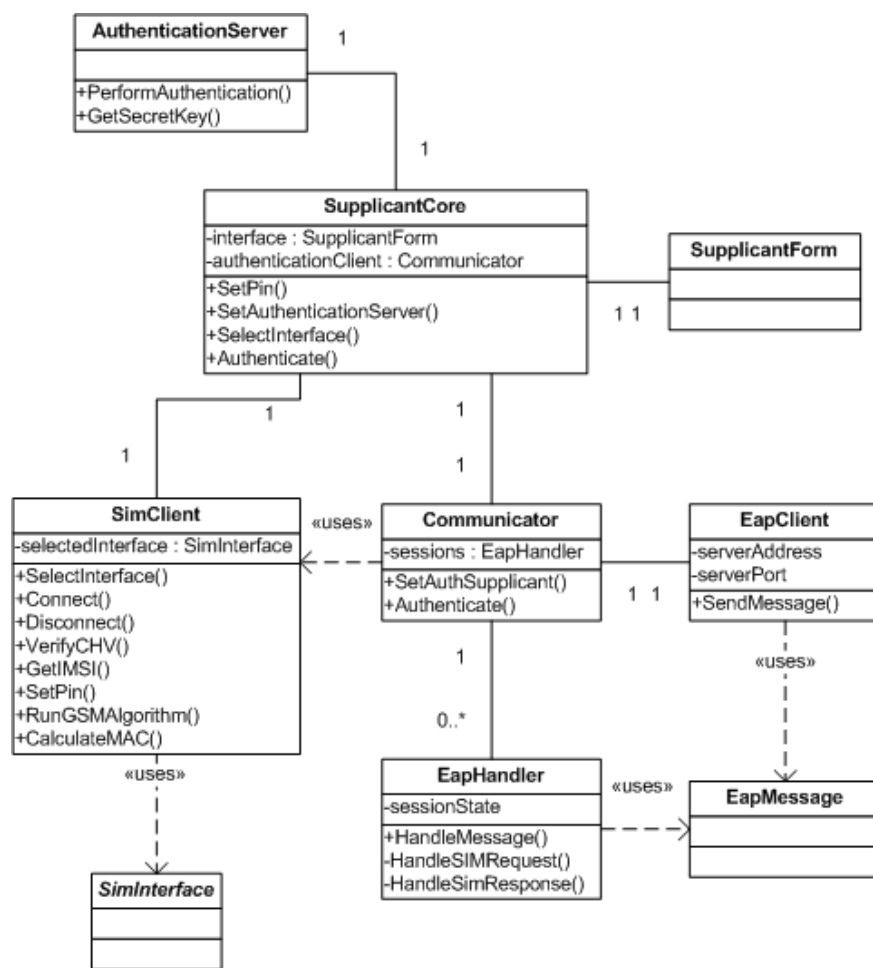 AuthenticationServer
1
+PerformAuthentication()
+GetSecretKey()
1
SupplicantCore
-interface : SupplicantForm
-authenticationClient : Communicator
+SetPin()
+SetAuthenticationServer()
+SelectInterface()
+Authenticate()
SupplicantForm
1 1
1
1
1
1
SimClient
-selectedInterface : SimInterface
+SelectInterface()
+Connect()
+Disconnect()
+VerifyCHV()
+GetIMSI()
+SetPin()
+RunGSMAlgorithm()
+CalculateMAC()
«uses»
Communicator
-sessions : EapHandler
+SetAuthSupplicant()
+Authenticate()
EapClient
-serverAddress
-serverPort
+SendMessage()
1 1
1
«uses»
0..*
«uses»
EapHandler
-sessionState
+HandleMessage()
-HandleSIMRequest()
-HandleSimResponse()
«uses»
EapMessage
SimInterface